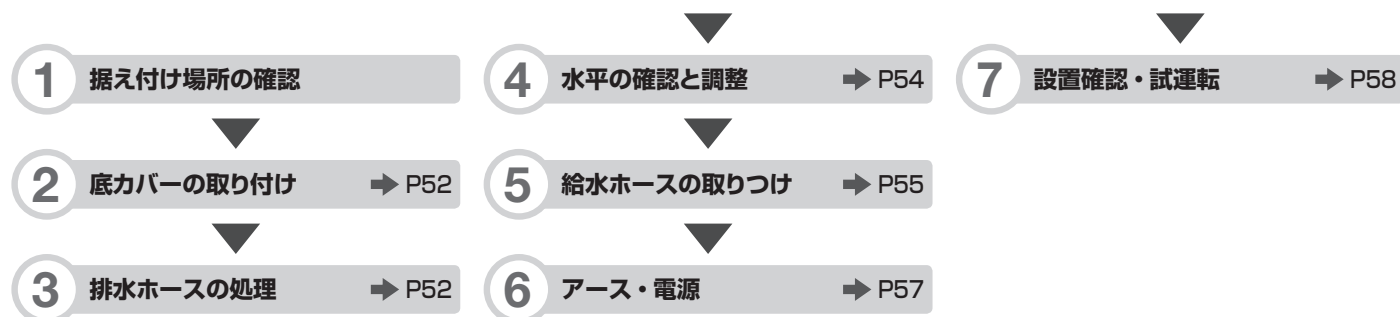 1 据え付け場所の確認
2 底カバーの取り付け ➡ P52
3 排水ホースの処理 ➡ P52
4 水平の確認と調整 ➡ P54
5 給水ホースの取りつけ ➡ P55
6 アース・電源 ➡ P57
7 設置確認・試運転 ➡ P58